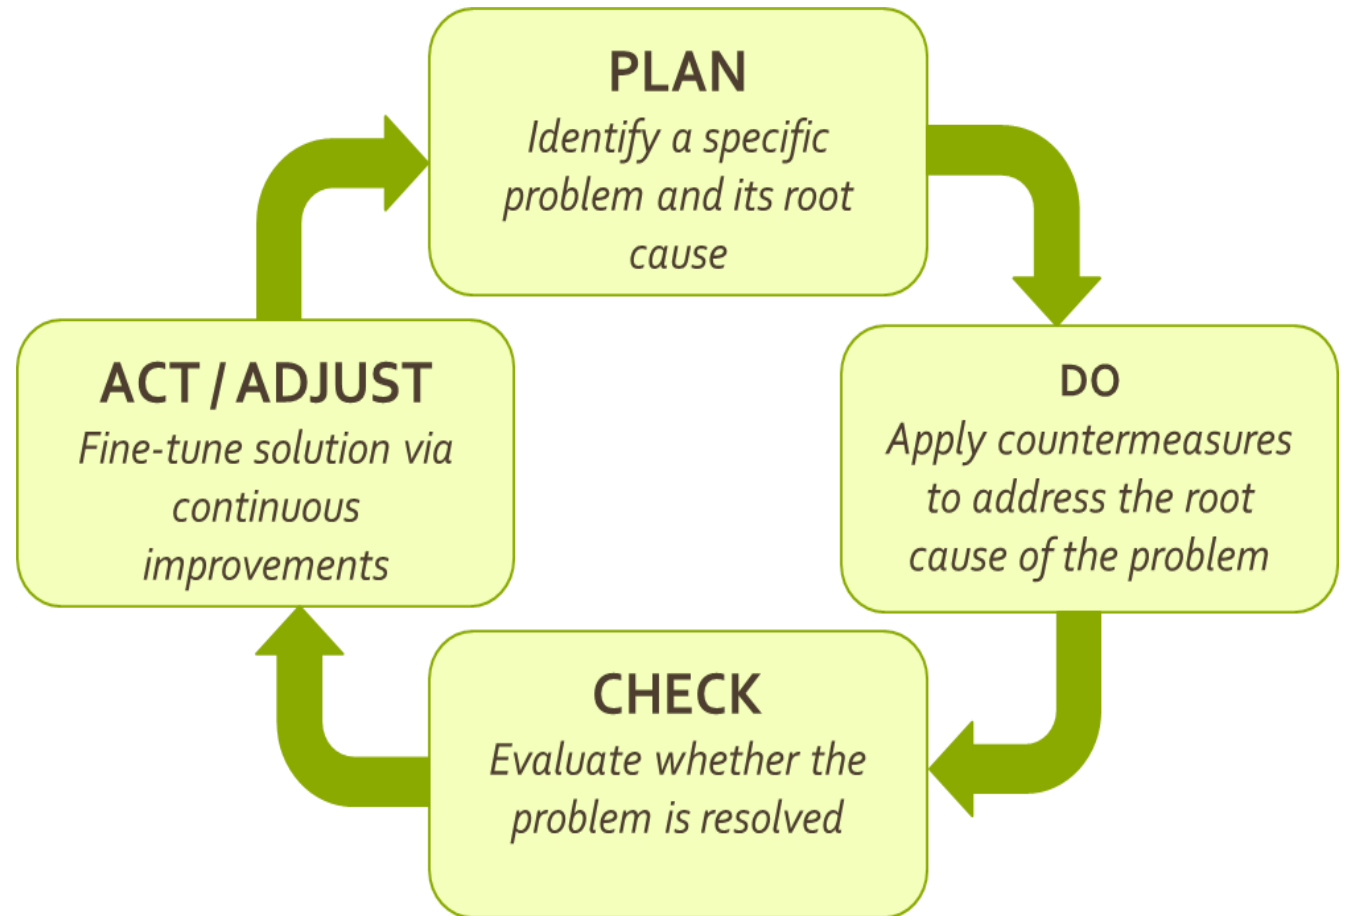 PLAN
Identify a specific
problem and its root
cause
DO
Apply countermeasures
to address the root
cause of the problem
CHECK
Evaluate whether the
problem is resolved
ACT / ADJUST
Fine-tune solution via
continuous
improvements